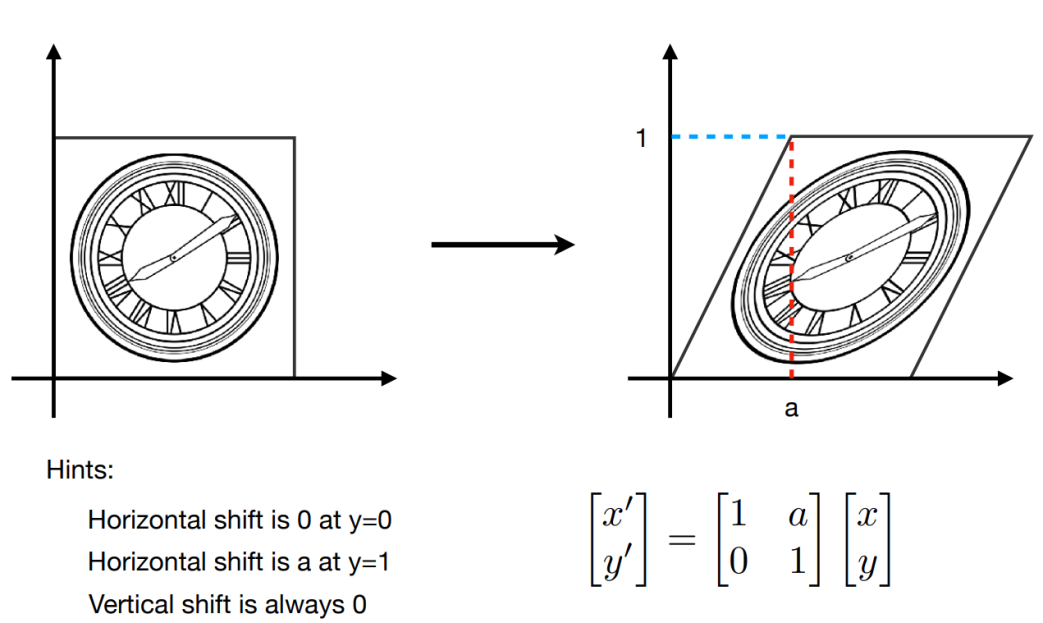 1
a
Hints:
Horizontal shift is 0 at y=0
Horizontal shift is a at y=1
Vertical shift is always 0
[x′ y′] = [1 a 0 1] [x y]